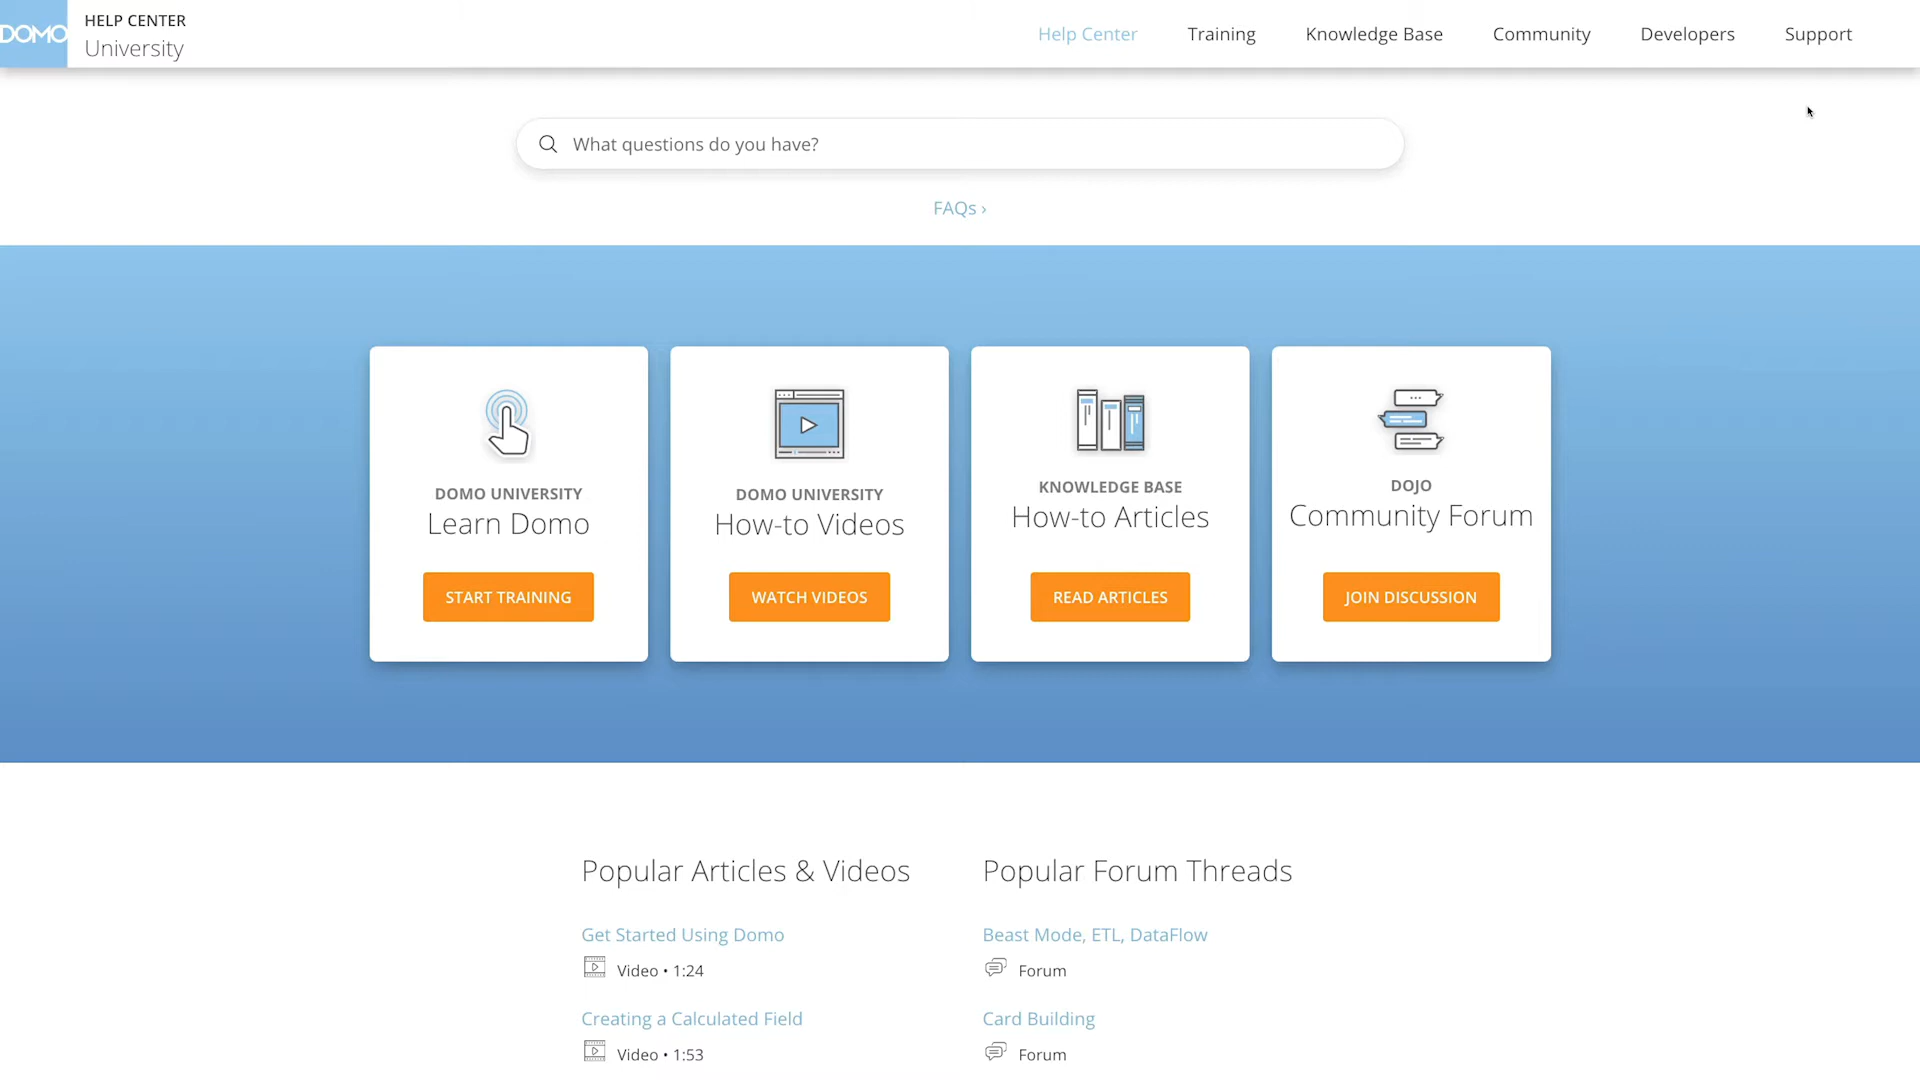 DOMO
HELP CENTER
University
Help Center
Training
Knowledge Base
Community
Developers
Support
What questions do you have?
FAQs ›
DOMO UNIVERSITY
Learn Domo
START TRAINING
DOMO UNIVERSITY
How-to Videos
WATCH VIDEOS
KNOWLEDGE BASE
How-to Articles
READ ARTICLES
DOJO
Community Forum
JOIN DISCUSSION
Popular Articles & Videos
Get Started Using Domo
Video • 1:24
Creating a Calculated Field
Video • 1:53
Popular Forum Threads
Beast Mode, ETL, DataFlow
Forum
Card Building
Forum